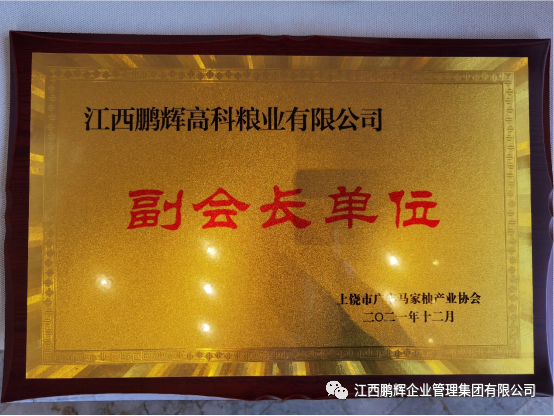 江西鹏辉高科粮业有限公司
副会长单位
上饶市广丰马家柚产业协会
二〇二一年十二月
江西鹏辉企业管理集团有限公司